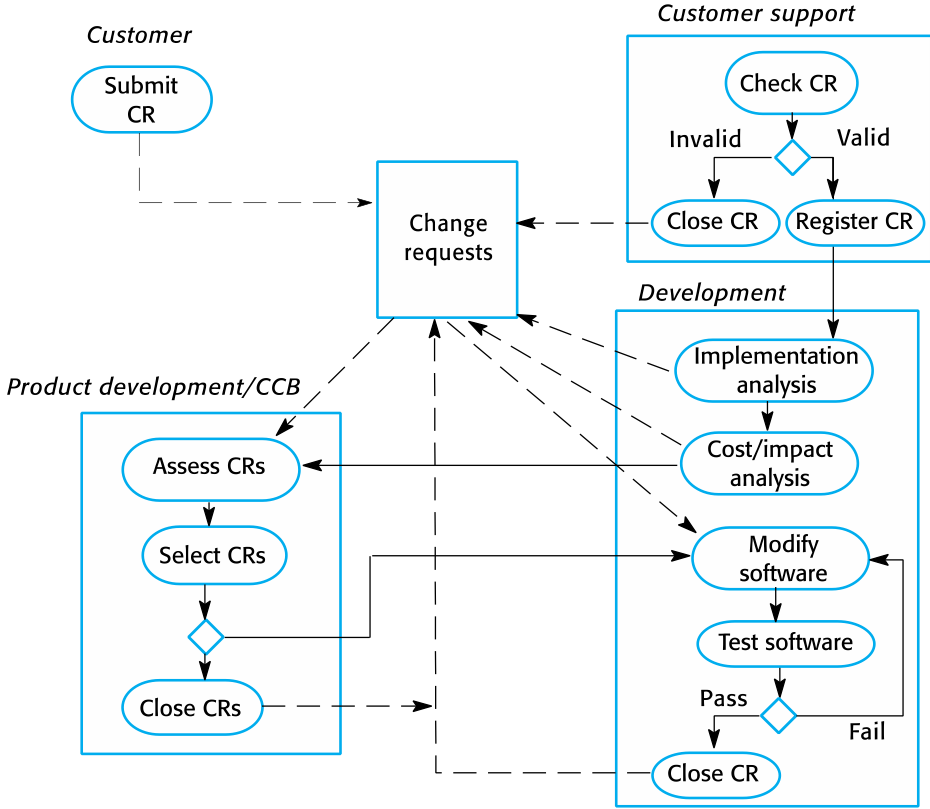 Customer
Submit
CR
Customer support
Check CR
Invalid
Valid
Close CR
Register CR
Change
requests
Development
Implementation
analysis
Cost/impact
analysis
Product development/CCB
Assess CRs
Select CRs
Close CRs
Modify
software
Test software
Pass
Fail
Close CR